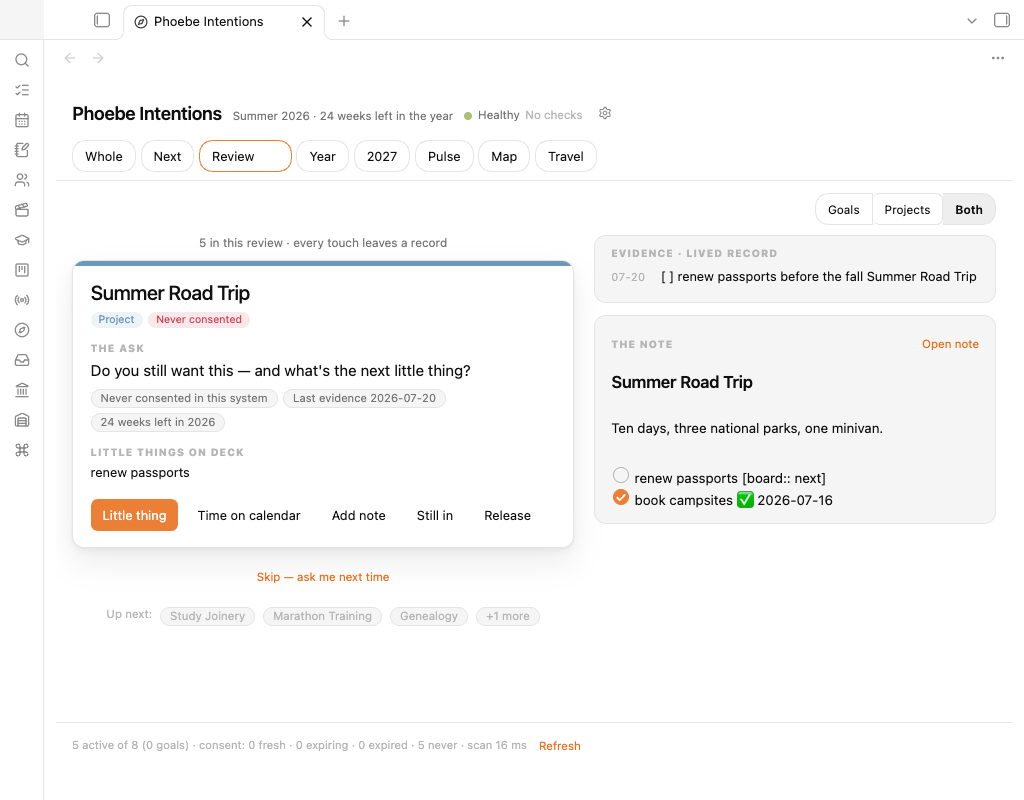 Phoebe Intentions
Phoebe Intentions Summer 2026 · 24 weeks left in the year Healthy No checks
Whole Next Review Year 2027 Pulse Map Travel
Goals Projects Both
5 in this review · every touch leaves a record
Summer Road Trip
Project Never consented
THE ASK
Do you still want this — and what's the next little thing?
Never consented in this system Last evidence 2026-07-20
24 weeks left in 2026
LITTLE THINGS ON DECK
renew passports
Little thing Time on calendar Add note Still in Release
Skip — ask me next time
Up next: Study Joinery Marathon Training Genealogy +1 more
EVIDENCE · LIVED RECORD
07-20 [ ] renew passports before the fall Summer Road Trip
THE NOTE Open note
Summer Road Trip
Ten days, three national parks, one minivan.
renew passports [board:: next]
book campsites ✅ 2026-07-16
5 active of 8 (0 goals) · consent: 0 fresh · 0 expiring · 0 expired · 5 never · scan 16 ms Refresh